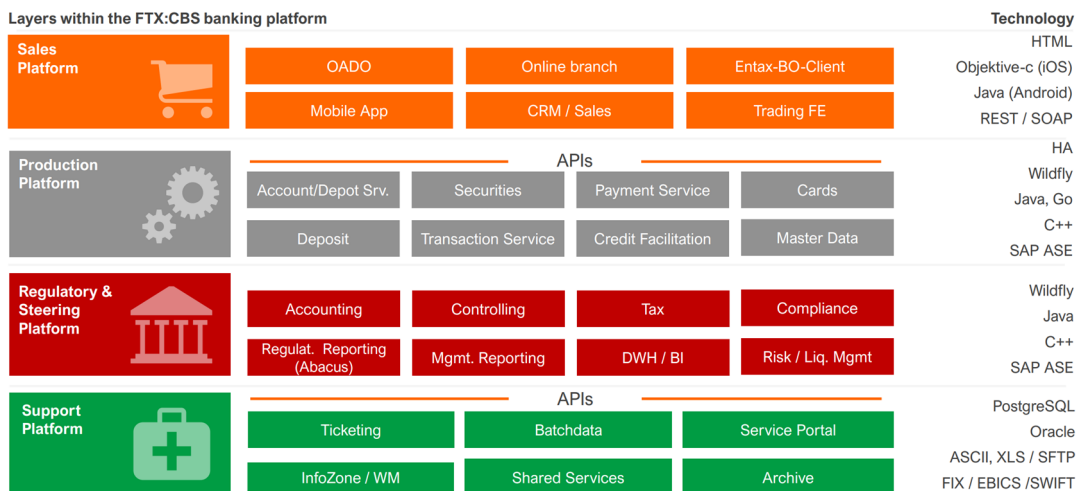 Layers within the FTX:CBS banking platform
Technology
Sales
Platform
OADO
Online branch
Entax-BO-Client
Mobile App
CRM / Sales
Trading FE
HTML
Objektive-c (iOS)
Java (Android)
REST / SOAP
Production
Platform
APIs
Account/Depot Srv.
Securities
Payment Service
Cards
Deposit
Transaction Service
Credit Facilitation
Master Data
HA
Wildfly
Java, Go
C++
SAP ASE
Regulatory &
Steering
Platform
Accounting
Controlling
Tax
Compliance
Regulat. Reporting
(Abacus)
Mgmt. Reporting
DWH / BI
Risk / Liq. Mgmt
Wildfly
Java
C++
SAP ASE
Support
Platform
APIs
Ticketing
Batchdata
Service Portal
InfoZone / WM
Shared Services
Archive
PostgreSQL
Oracle
ASCII, XLS / SFTP
FIX / EBICS /SWIFT